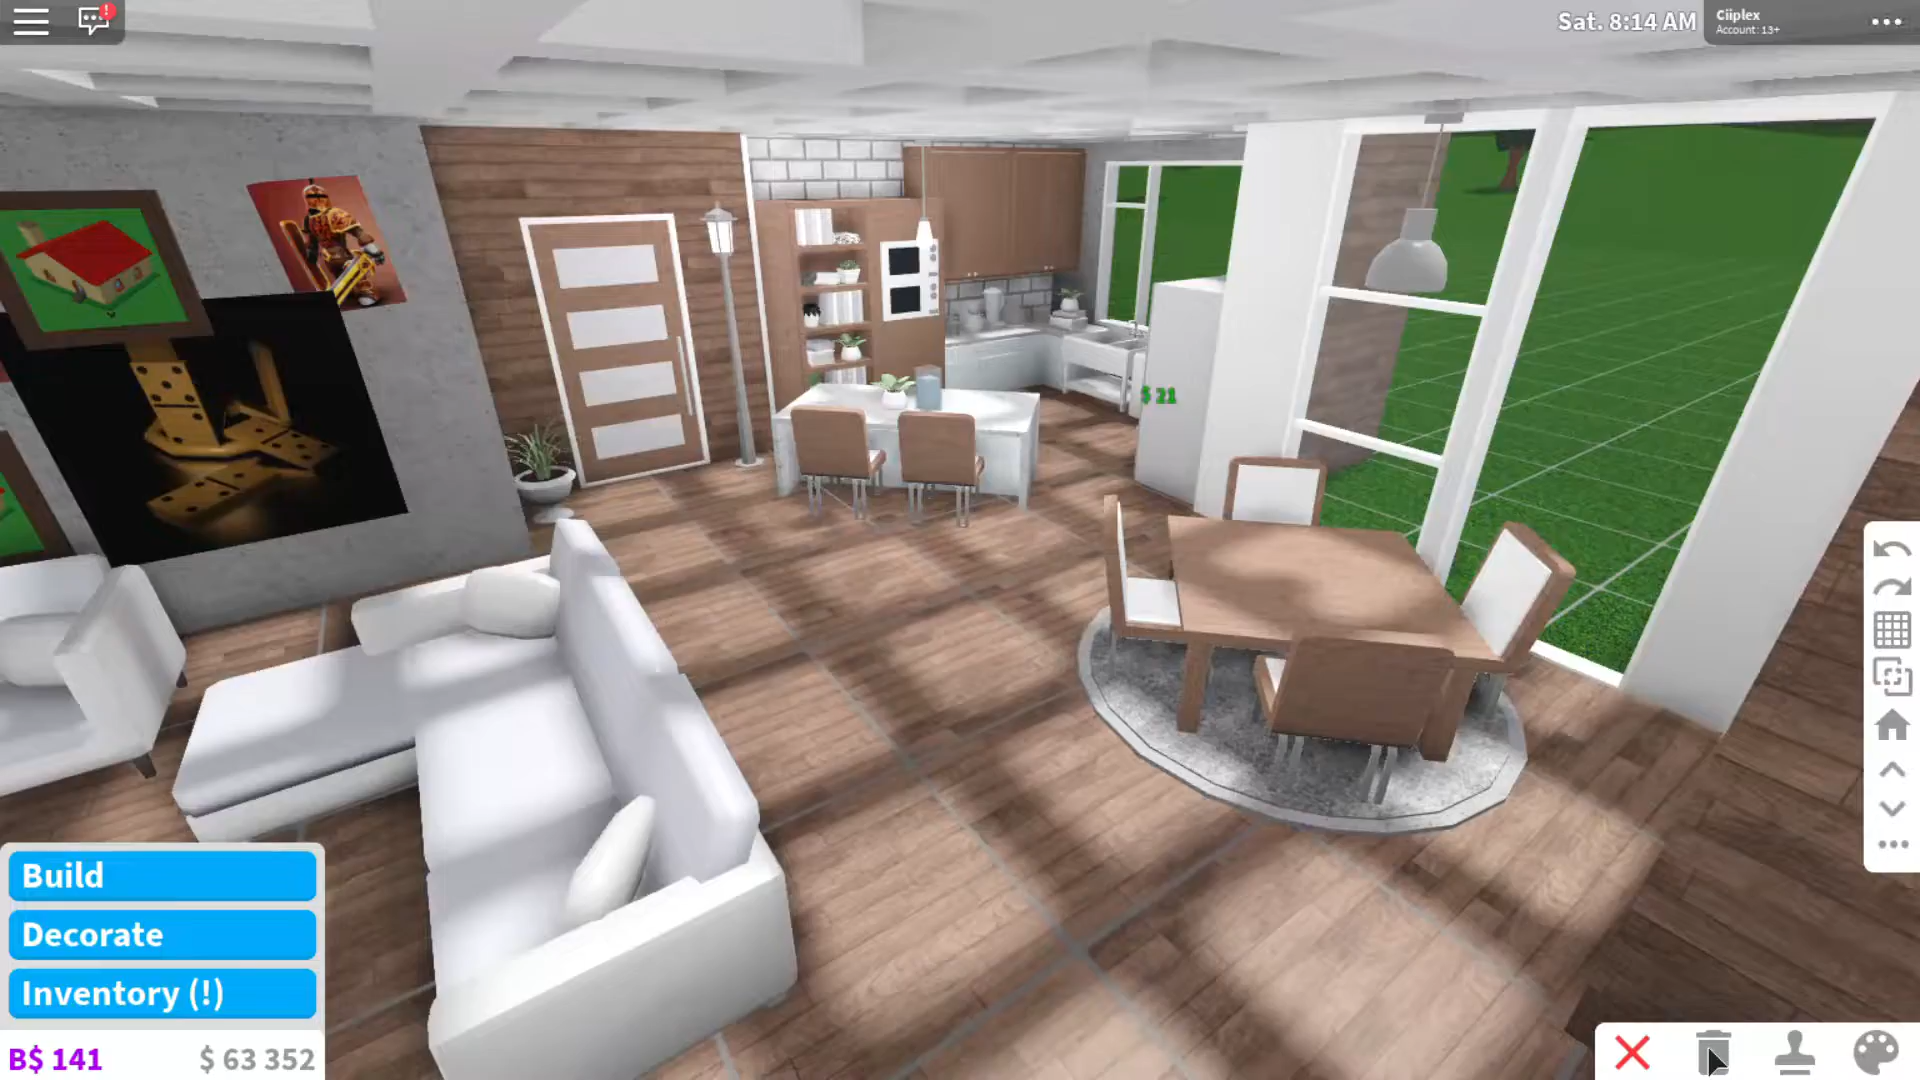 Sat. 8:14 AM
Ciiplex
Account: 13+
$ 21
Build
Decorate
Inventory (!)
B$ 141
$ 63 352